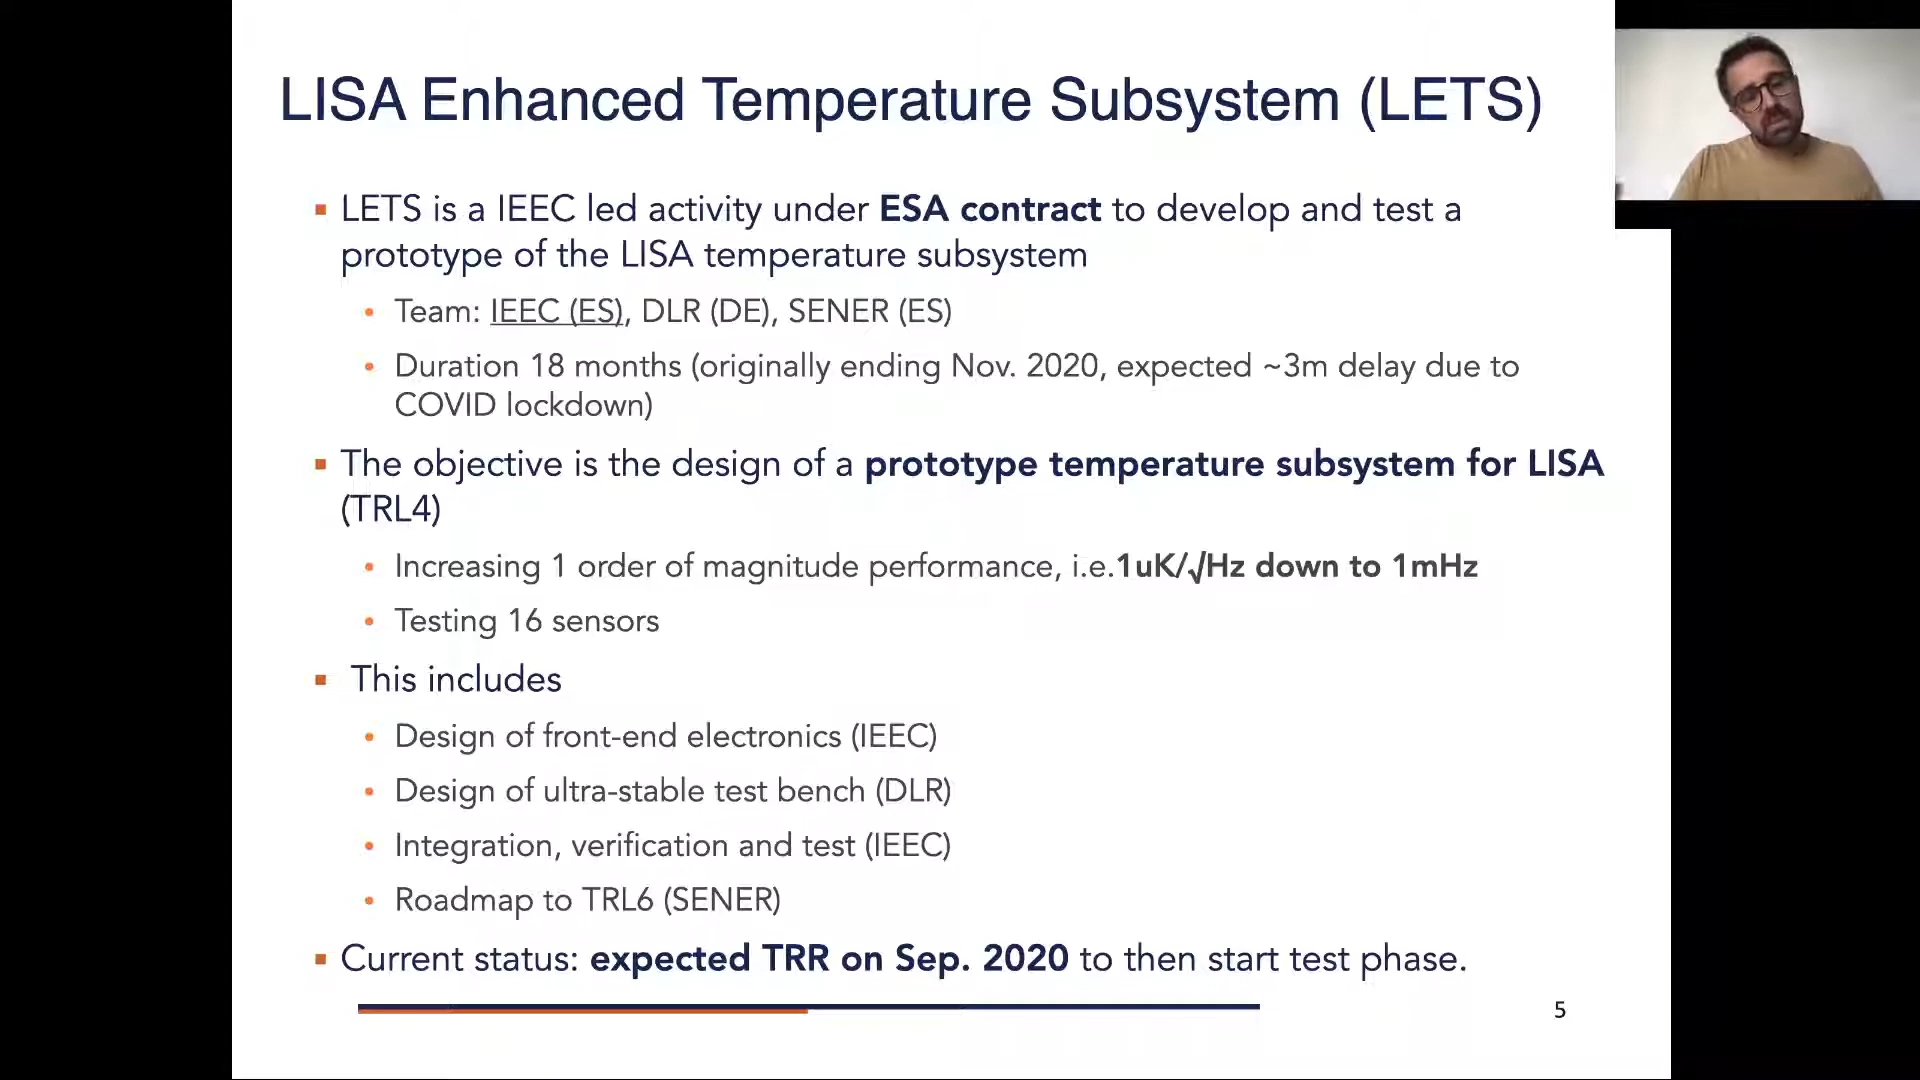 LISA Enhanced Temperature Subsystem (LETS)
LETS is a IEEC led activity under ESA contract to develop and test a
prototype of the LISA temperature subsystem
Team: IEEC (ES), DLR (DE), SENER (ES)
Duration 18 months (originally ending Nov. 2020, expected ~3m delay due to
COVID lockdown)
The objective is the design of a prototype temperature subsystem for LISA
(TRL4)
Increasing 1 order of magnitude performance, i.e.1uK/√Hz down to 1mHz
Testing 16 sensors
This includes
Design of front-end electronics (IEEC)
Design of ultra-stable test bench (DLR)
Integration, verification and test (IEEC)
Roadmap to TRL6 (SENER)
Current status: expected TRR on Sep. 2020 to then start test phase.
5